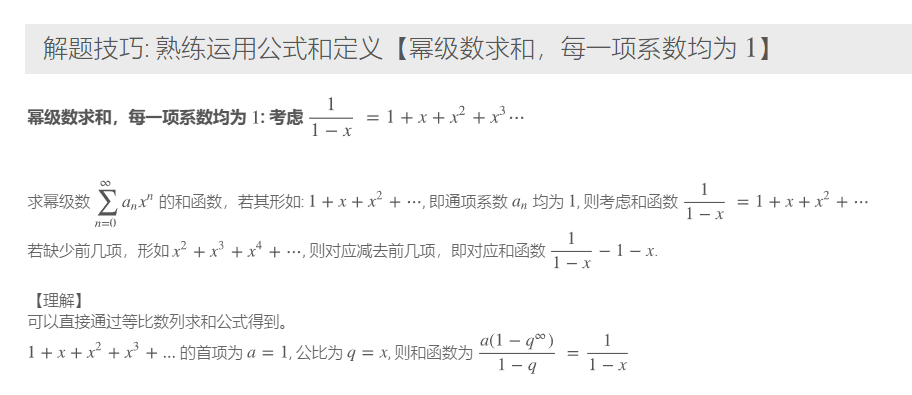 解题技巧: 熟练运用公式和定义【幂级数求和，每一项系数均为 1】
幂级数求和，每一项系数均为 1: 考虑 \frac{1}{1-x} = 1 + x + x^2 + x^3 ⋯
求幂级数 \sum_{n=0}^{∞} a_n x^n 的和函数，若其形如: 1 + x + x^2 + ⋯, 即通项系数 a_n 均为 1, 则考虑和函数 \frac{1}{1-x} = 1 + x + x^2 + ⋯
若缺少前几项，形如 x^2 + x^3 + x^4 + ⋯, 则对应减去前几项，即对应和函数 \frac{1}{1-x} − 1 − x.
【理解】
可以直接通过等比数列求和公式得到。
1 + x + x^2 + x^3 + ... 的首项为 a = 1, 公比为 q = x, 则和函数为 \frac{a(1-q^∞)}{1-q} = \frac{1}{1-x}